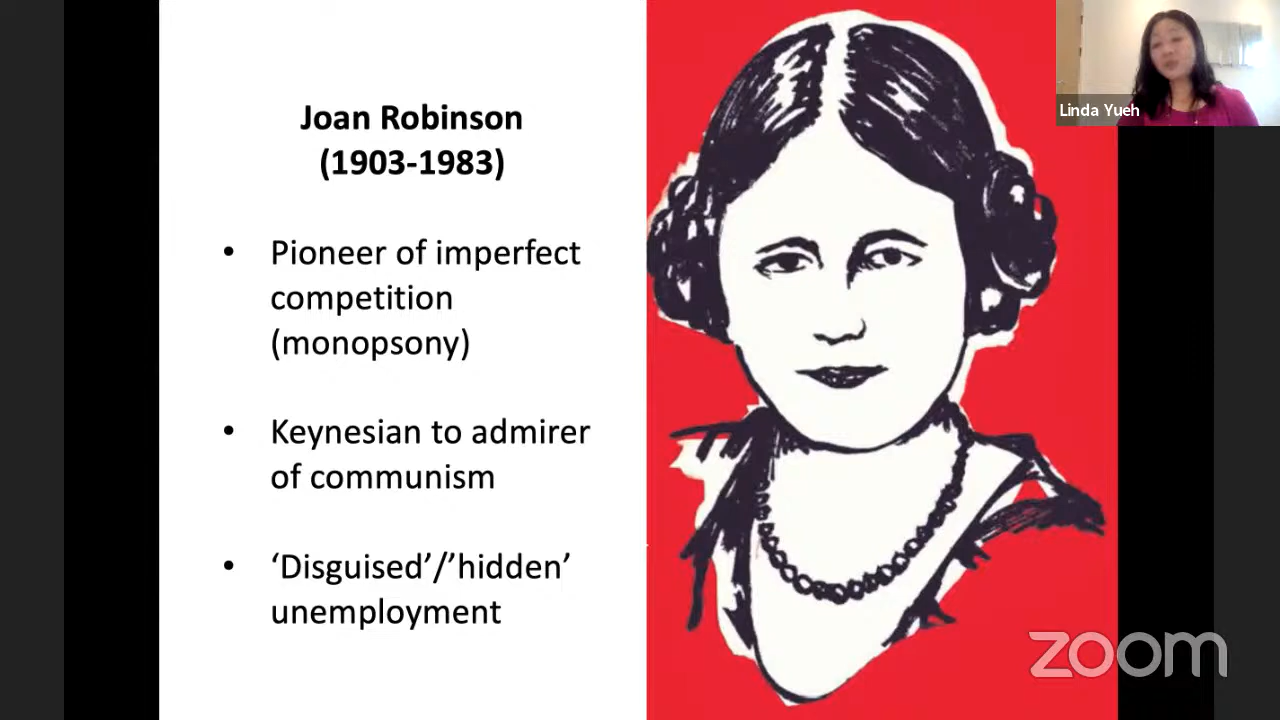 Joan Robinson
(1903-1983)
• Pioneer of imperfect
competition
(monopsony)
• Keynesian to admirer
of communism
• ‘Disguised’/’hidden’
unemployment
Linda Yueh
zoom